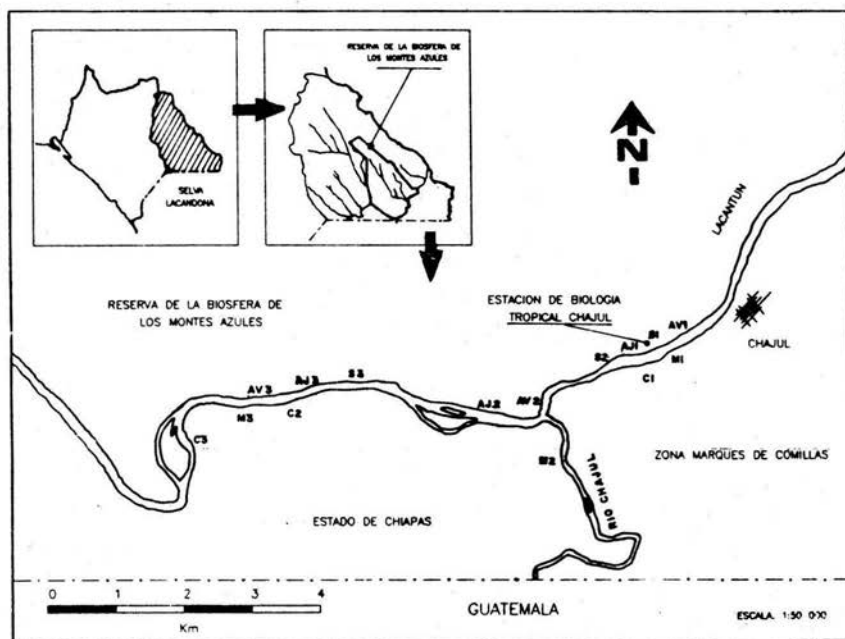 RESERVA DE LA BIOSFERA DE
LOS MONTES AZULES
SELVA
LACANDONA
N
LACANTUN
RESERVA DE LA BIOSFERA DE
LOS MONTES AZULES
ESTACION DE BIOLOGIA
TROPICAL CHAJUL
S1
AV1
AJ1
S2
M1
C1
CHAJUL
S3
AJ3
AV3
M3
C2
C3
AJ2
AV2
M2
RIO CHAJUL
ZONA MARQUES DE COMILLAS
ESTADO DE CHIAPAS
0 1 2 3 4
Km
GUATEMALA
ESCALA. 1:50 000